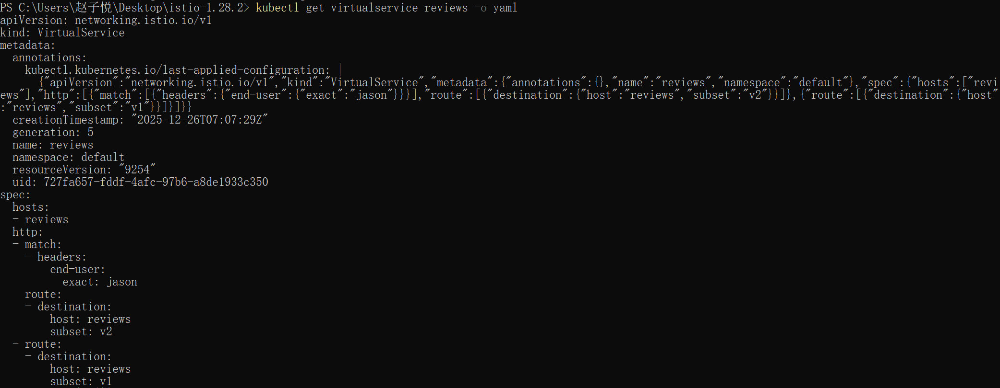 PS C:\Users\赵子悦\Desktop\istio-1.28.2> kubectl get virtualservice reviews -o yaml
apiVersion: networking.istio.io/v1
kind: VirtualService
metadata:
  annotations:
    kubectl.kubernetes.io/last-applied-configuration: |
      {"apiVersion":"networking.istio.io/v1","kind":"VirtualService","metadata":{"annotations":{},"name":"reviews","namespace":"default"},"spec":{"hosts":["revi
ews"],"http":[{"match":[{"headers":{"end-user":{"exact":"jason"}}}],"route":[{"destination":{"host":"reviews","subset":"v2"}}]},{"route":[{"destination":{"host"
:"reviews","subset":"v1"}}]}]}}
  creationTimestamp: "2025-12-26T07:07:29Z"
  generation: 5
  name: reviews
  namespace: default
  resourceVersion: "9254"
  uid: 727fa657-fddf-4afc-97b6-a8de1933c350
spec:
  hosts:
  - reviews
  http:
  - match:
    - headers:
        end-user:
          exact: jason
    route:
    - destination:
        host: reviews
        subset: v2
  - route:
    - destination:
        host: reviews
        subset: v1